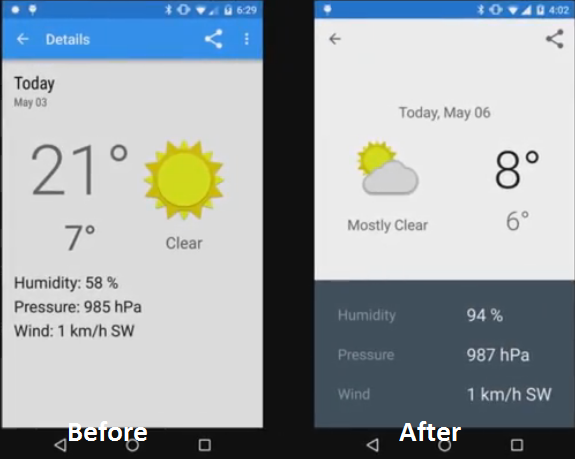 6:29
Details
Today
May 03
21°
7°
Clear
Humidity: 58 %
Pressure: 985 hPa
Wind: 1 km/h SW
Before
4:02
Today, May 06
8°
6°
Mostly Clear
Humidity 94 %
Pressure 987 hPa
Wind 1 km/h SW
After